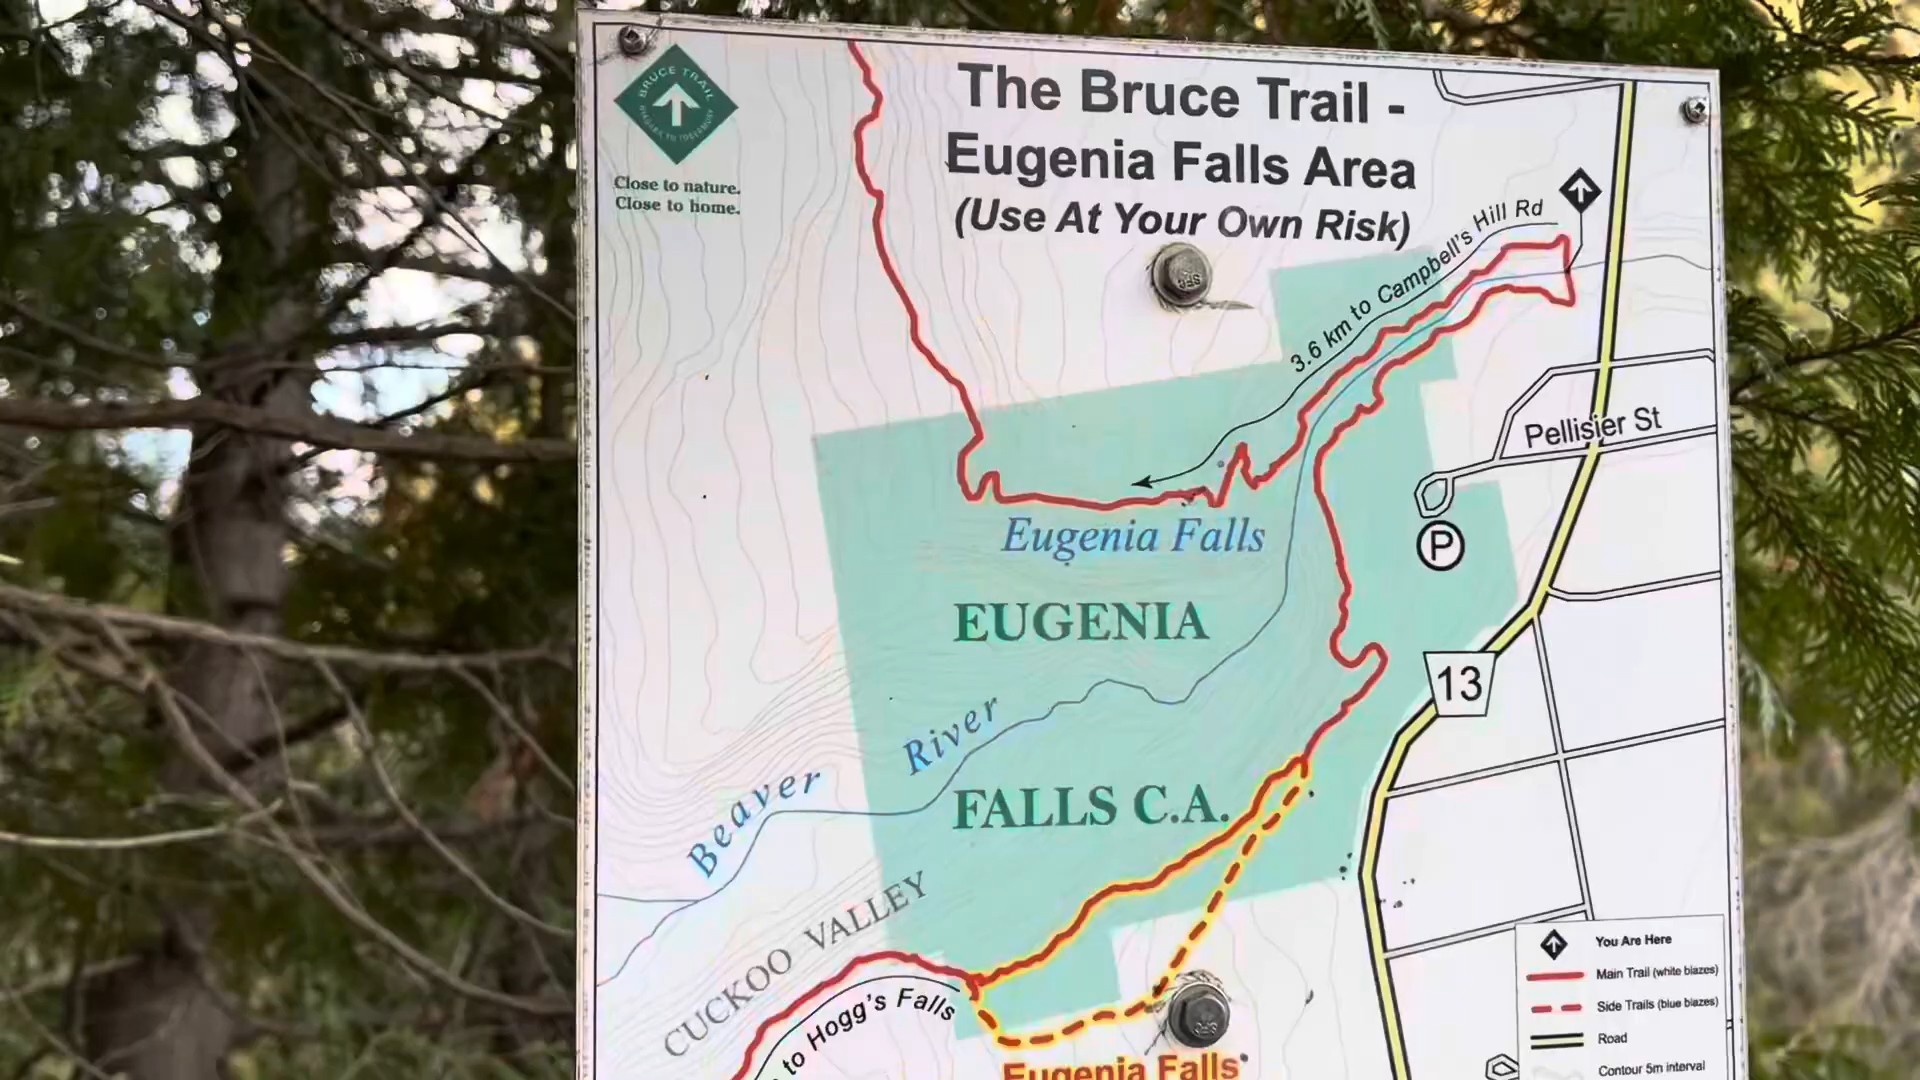 BRUCE TRAIL
Close to nature.
Close to home.
The Bruce Trail -
Eugenia Falls Area
(Use At Your Own Risk)
3.6 km to Campbell's Hill Rd
Pellisier St
P
Eugenia Falls
EUGENIA
13
Beaver River
FALLS C.A.
CUCKOO VALLEY
to Hogg's Falls
Eugenia Falls
You Are Here
Main Trail (white blazes)
Side Trails (blue blazes)
Road
Contour 5m interval